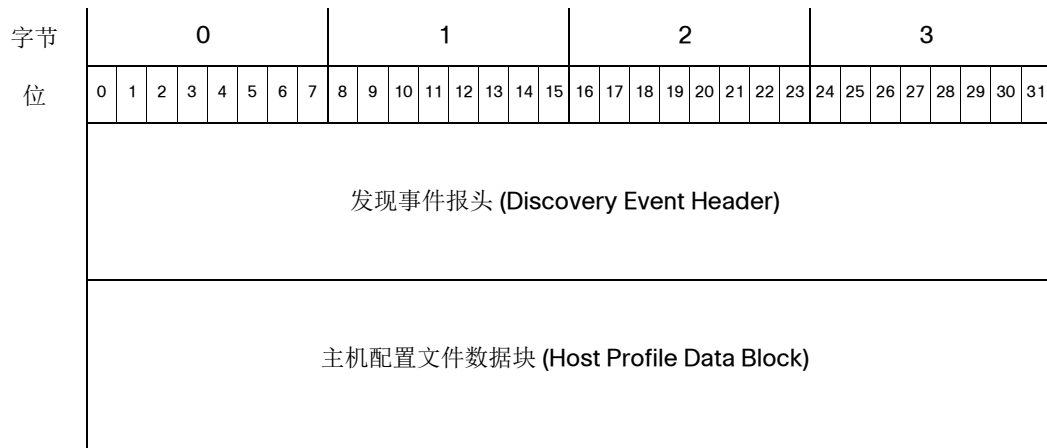 字节 0 1 2 3
位 0 1 2 3 4 5 6 7 8 9 10 11 12 13 14 15 16 17 18 19 20 21 22 23 24 25 26 27 28 29 30 31
发现事件报头 (Discovery Event Header)
主机配置文件数据块 (Host Profile Data Block)